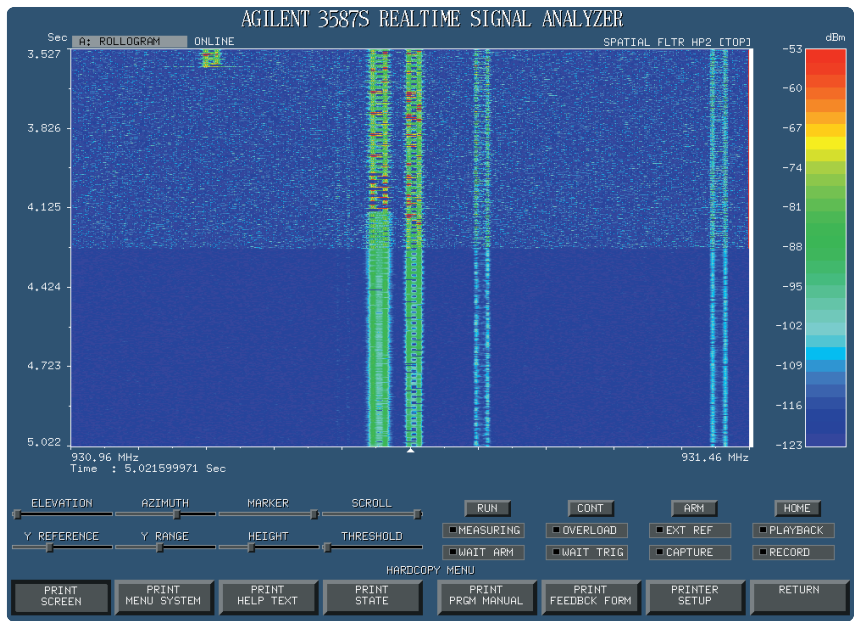 AGILENT 3587S REALTIME SIGNAL ANALYZER
Sec A: ROLLOGRAM ONLINE SPATIAL FLTR HP2 [TOP] dBm
3.527
3.826
4.125
4.424
4.723
5.022
-53
-60
-67
-74
-81
-88
-95
-102
-109
-116
-123
930.96 MHz 931.46 MHz
Time : 5.021599971 Sec
ELEVATION AZIMUTH MARKER SCROLL RUN CONT ARM HOME
MEASURING OVERLOAD EXT REF PLAYBACK
Y REFERENCE Y RANGE HEIGHT THRESHOLD
WAIT ARM WAIT TRIG CAPTURE RECORD
HARDCOPY MENU
PRINT SCREEN
PRINT MENU SYSTEM
PRINT HELP TEXT
PRINT STATE
PRINT PRGM MANUAL
PRINT FEEDBCK FORM
PRINTER SETUP
RETURN